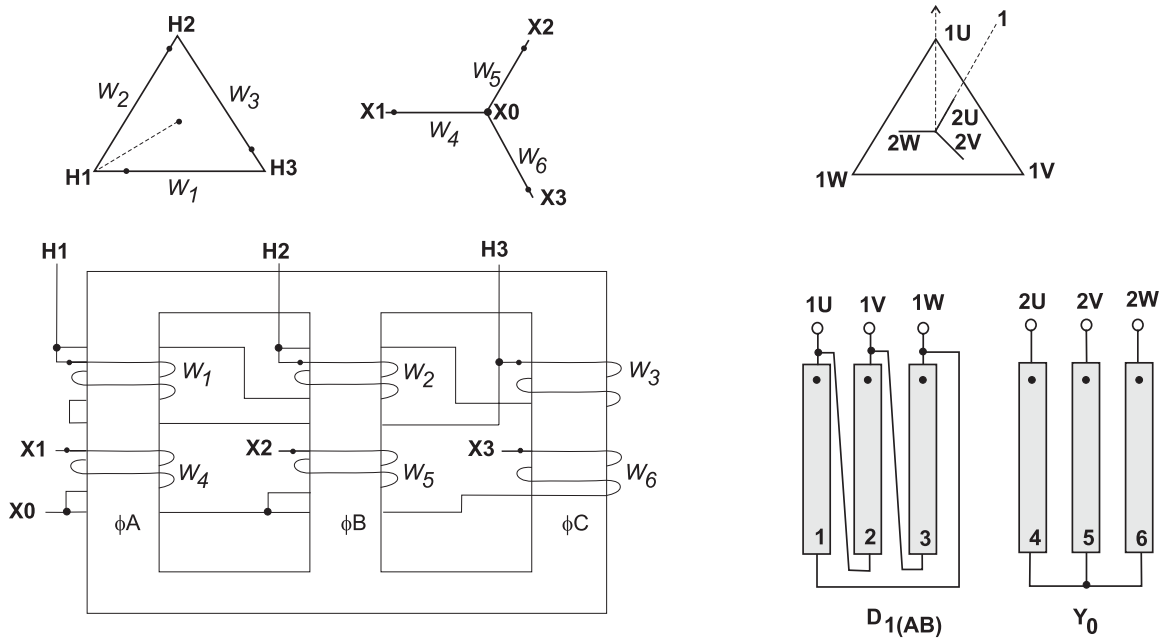 H2
W2
W3
H1
H3
W1
X2
W5
X1
X0
W4
W6
X3
1
1U
2U
2W
2V
1W
1V
H1
H2
H3
W1
W2
W3
X1
X2
X3
W4
W5
W6
X0
ϕA
ϕB
ϕC
1U 1V 1W
2U 2V 2W
1 2 3
4 5 6
D1(AB)
Y0